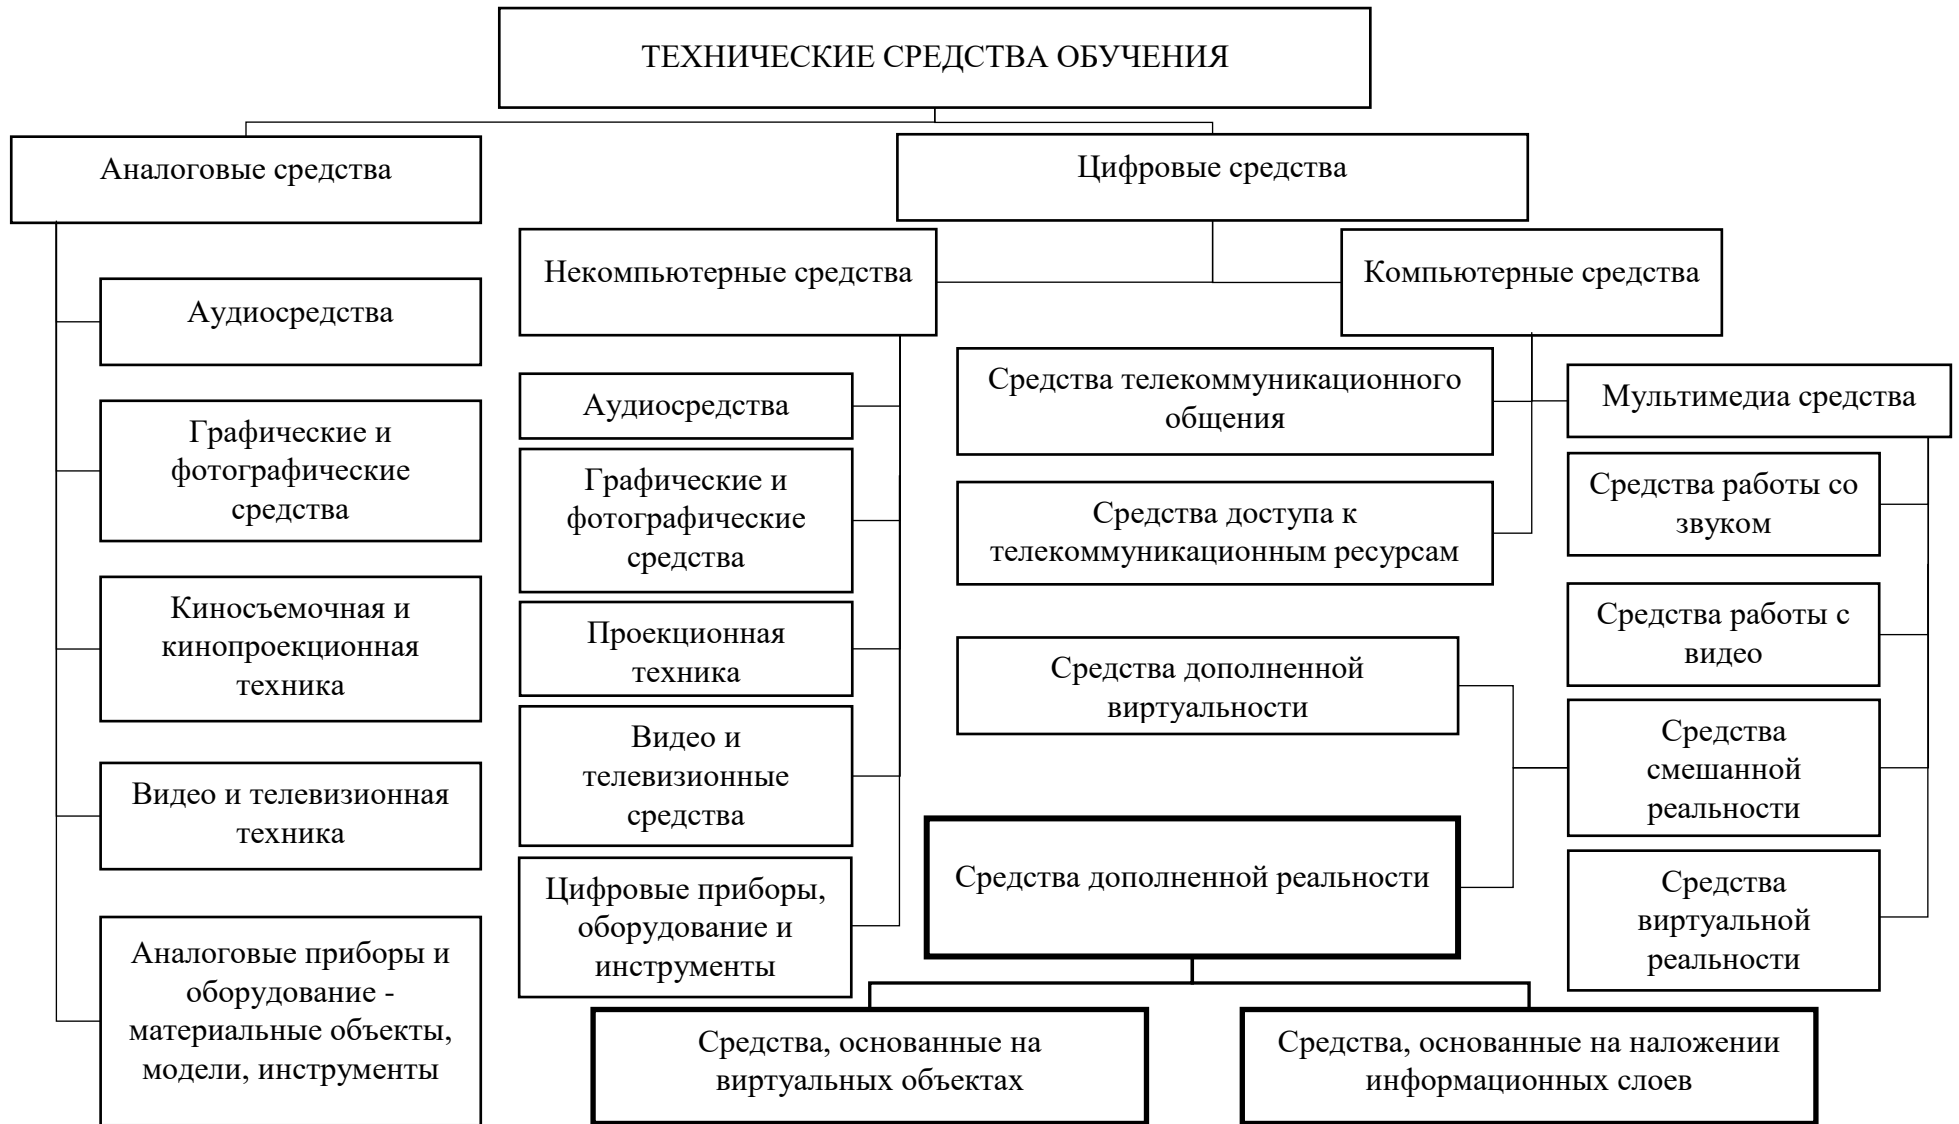 ТЕХНИЧЕСКИЕ СРЕДСТВА ОБУЧЕНИЯ
Аналоговые средства
Аудиосредства
Графические и
фотографические
средства
Киносъемочная и
кинопроекционная
техника
Видео и телевизионная
техника
Аналоговые приборы и
оборудование -
материальные объекты,
модели, инструменты
Цифровые средства
Некомпьютерные средства
Аудиосредства
Графические и
фотографические
средства
Проекционная
техника
Видео и
телевизионные
средства
Цифровые приборы,
оборудование и
инструменты
Компьютерные средства
Средства телекоммуникационного
общения
Средства доступа к
телекоммуникационным ресурсам
Мультимедиа средства
Средства работы со
звуком
Средства работы с
видео
Средства
смешанной
реальности
Средства
виртуальной
реальности
Средства дополненной
виртуальности
Средства дополненной реальности
Средства, основанные на
виртуальных объектах
Средства, основанные на наложении
информационных слоев